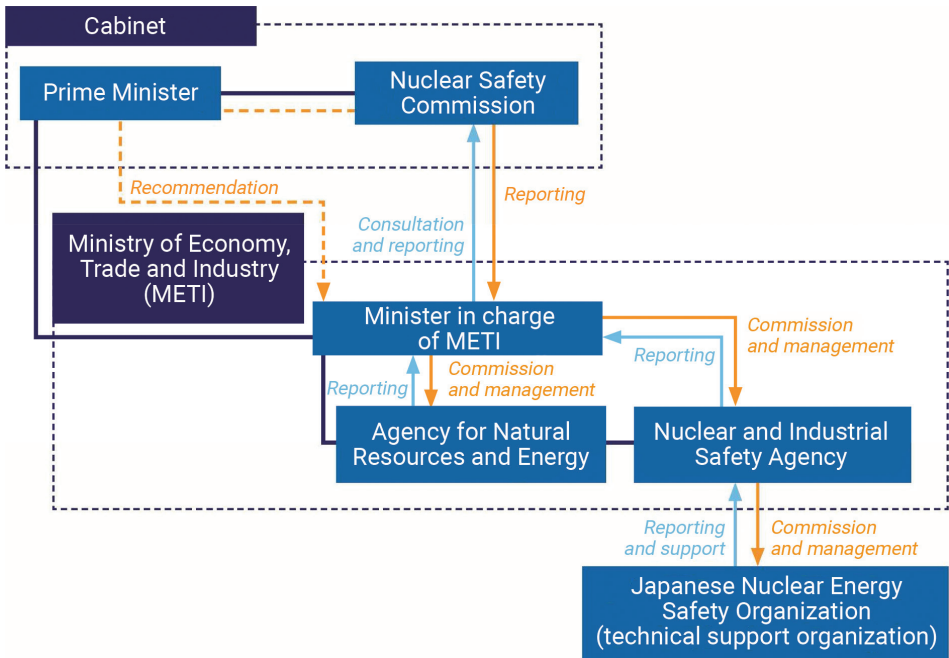 Cabinet
Prime Minister
Nuclear Safety
Commission
Recommendation
Reporting
Consultation
and reporting
Ministry of Economy,
Trade and Industry
(METI)
Minister in charge
of METI
Commission
and management
Reporting
Reporting
Commission
and management
Agency for Natural
Resources and Energy
Nuclear and Industrial
Safety Agency
Reporting
and support
Commission
and management
Japanese Nuclear Energy
Safety Organization
(technical support organization)